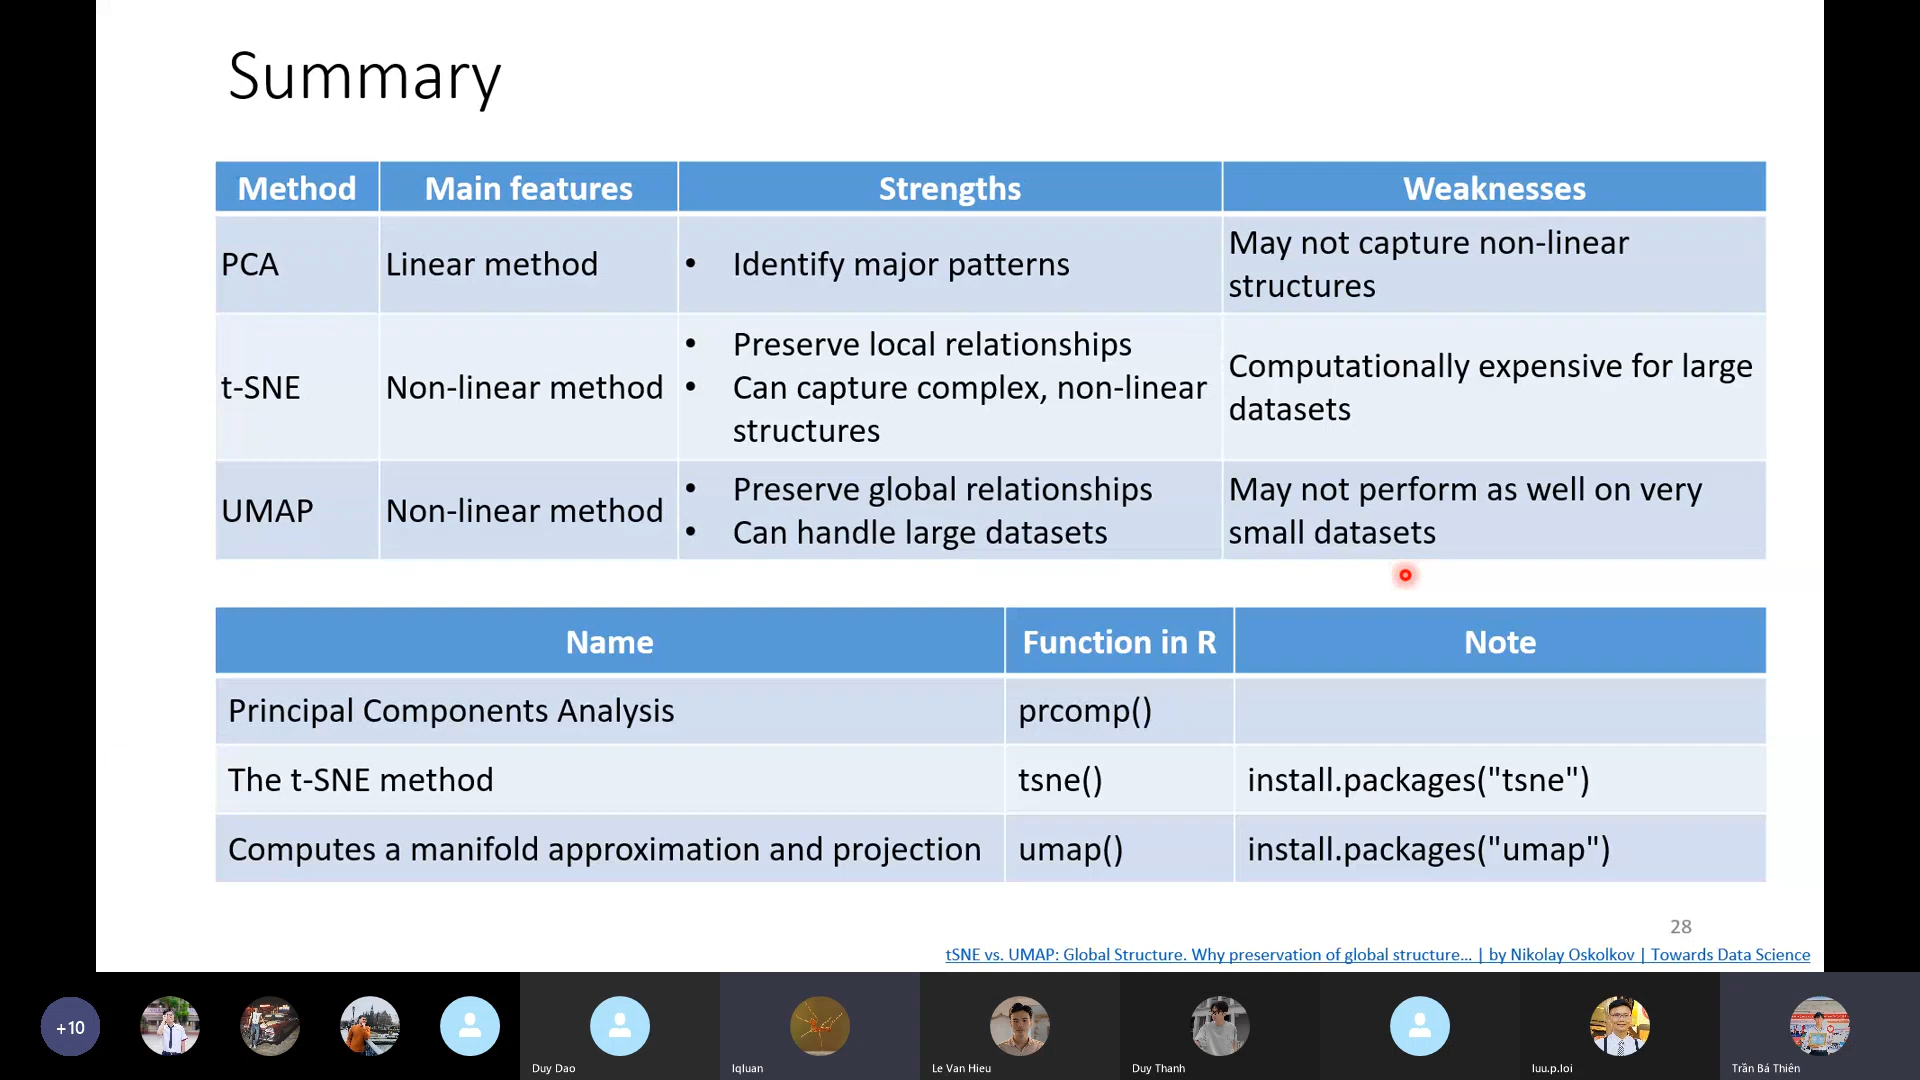 Summary
Method Main features Strengths Weaknesses
PCA Linear method • Identify major patterns May not capture non-linear
structures
t-SNE Non-linear method • Preserve local relationships
• Can capture complex, non-linear
structures
Computationally expensive for large
datasets
UMAP Non-linear method • Preserve global relationships
• Can handle large datasets
May not perform as well on very
small datasets
Name Function in R Note
Principal Components Analysis prcomp()
The t-SNE method tsne() install.packages("tsne")
Computes a manifold approximation and projection umap() install.packages("umap")
28
tSNE vs. UMAP: Global Structure. Why preservation of global structure… | by Nikolay Oskolkov | Towards Data Science
+10
Duy Dao
lqluan
Le Van Hieu
Duy Thanh
luu.p.loi
Trần Bá Thiên